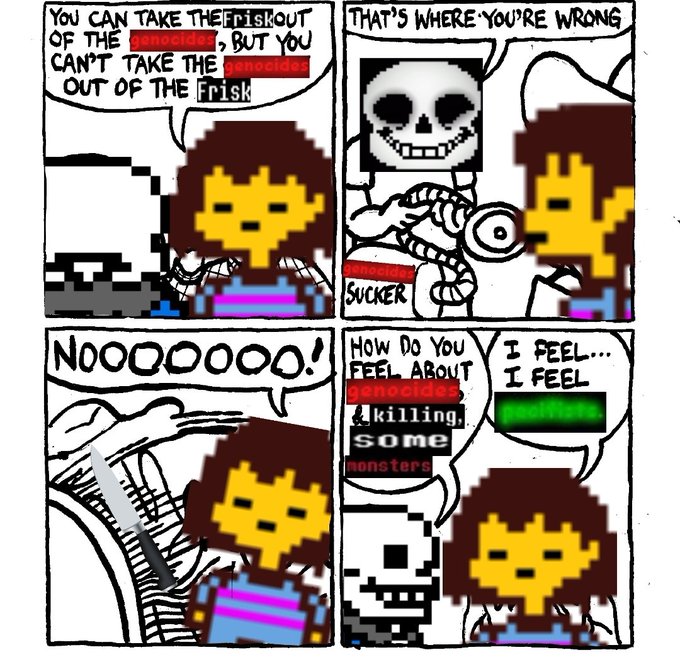 YOU CAN TAKE THE Frisk OUT
OF THE genocides, BUT YOU
CAN'T TAKE THE genocides
OUT OF THE Frisk
THAT'S WHERE YOU'RE WRONG
genocides
SUCKER
NOOOOOOO!
HOW DO YOU
FEEL ABOUT
genocides,
& killing,
some
monsters
I FEEL...
I FEEL
pacifists.